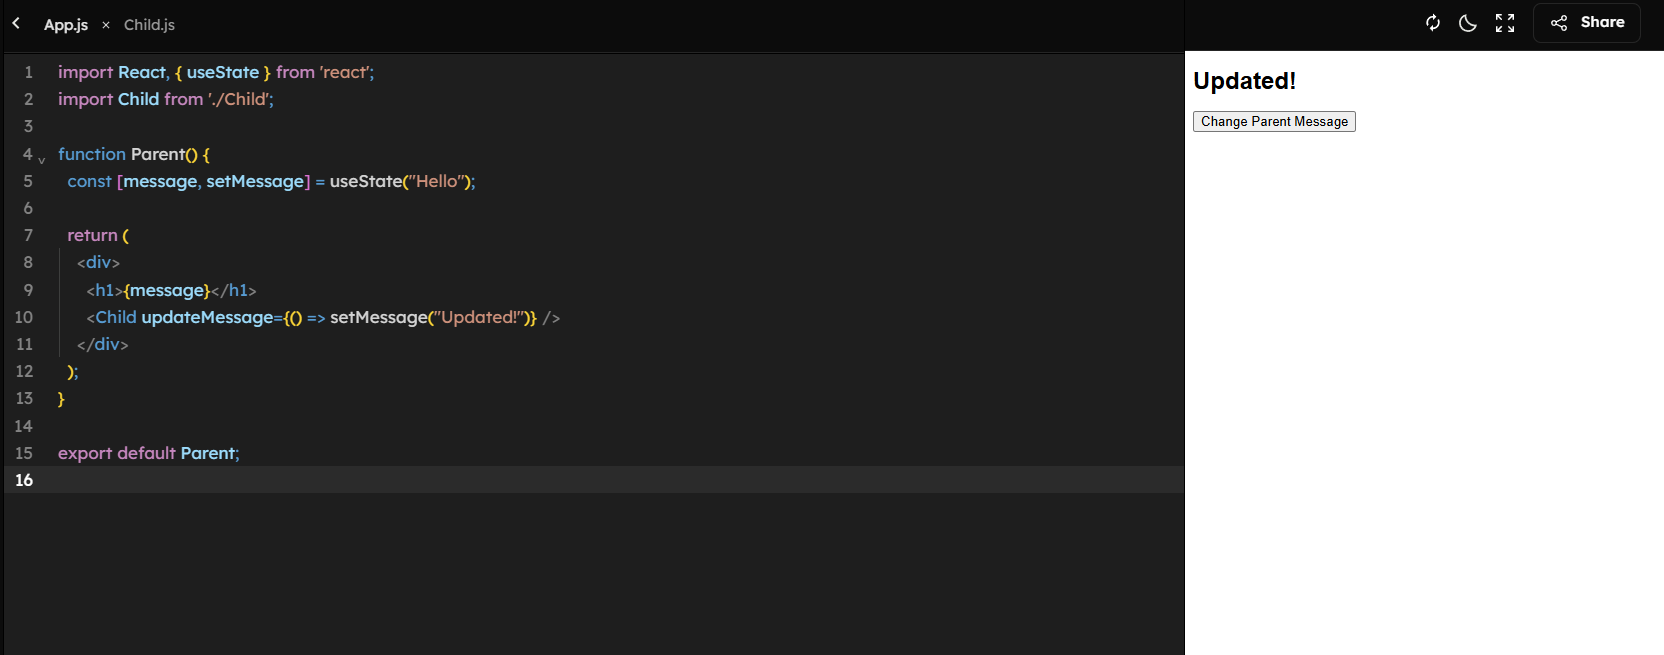 App.js × Child.js
Share
1 import React, { useState } from 'react';
2 import Child from './Child';
3
4 function Parent() {
5 const [message, setMessage] = useState("Hello");
6
7 return (
8 <div>
9 <h1>{message}</h1>
10 <Child updateMessage={() => setMessage("Updated!")} />
11 </div>
12 );
13 }
14
15 export default Parent;
16
Updated!
Change Parent Message